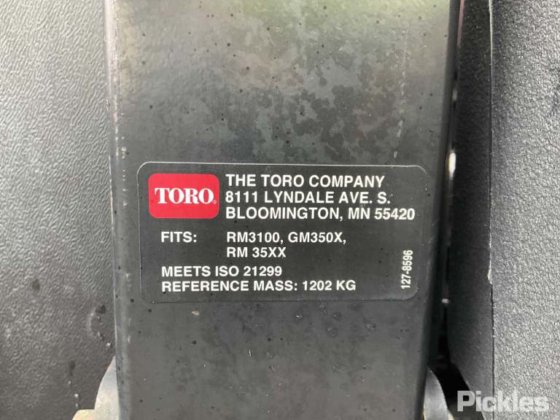 TORO
THE TORO COMPANY
8111 LYNDALE AVE. S.
BLOOMINGTON, MN 55420
FITS: RM3100, GM350X,
RM 35XX
MEETS ISO 21299
REFERENCE MASS: 1202 KG
127-8596
Pickles